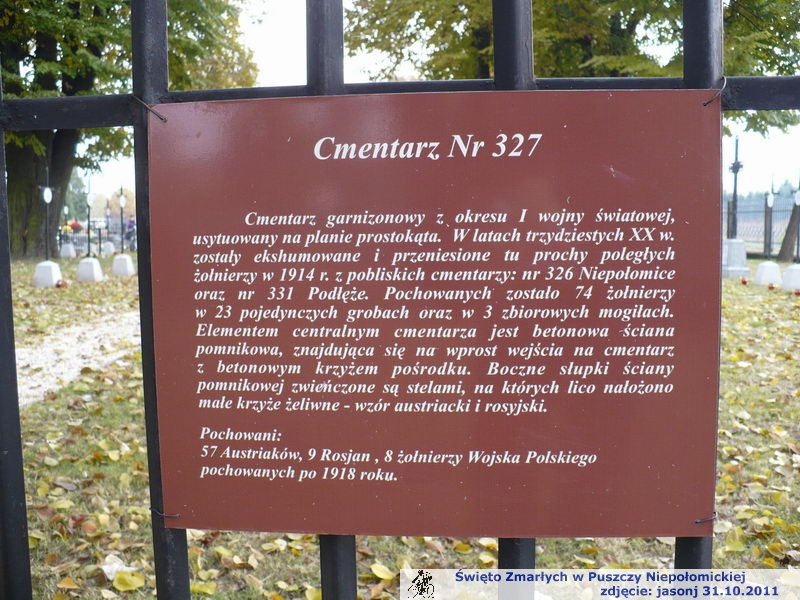 Cmentarz Nr 327
Cmentarz garnizonowy z okresu I wojny światowej,
usytuowany na planie prostokąta. W latach trzydziestych XX w.
zostały ekshumowane i przeniesione tu prochy poległych
żołnierzy w 1914 r. z pobliskich cmentarzy: nr 326 Niepołomice
oraz nr 331 Podłęże. Pochowanych zostało 74 żołnierzy
w 23 pojedynczych grobach oraz w 3 zbiorowych mogiłach.
Elementem centralnym cmentarza jest betonowa ściana
pomnikowa, znajdująca się na wprost wejścia na cmentarz
z betonowym krzyżem pośrodku. Boczne słupki ściany
pomnikowej zwieńczone są stelami, na których lico nałożono
małe krzyże żeliwne - wzór austriacki i rosyjski.
Pochowani:
57 Austriaków, 9 Rosjan , 8 żołnierzy Wojska Polskiego
pochowanych po 1918 roku.
Święto Zmarłych w Puszczy Niepołomickiej
zdjęcie: jasonj 31.10.2011